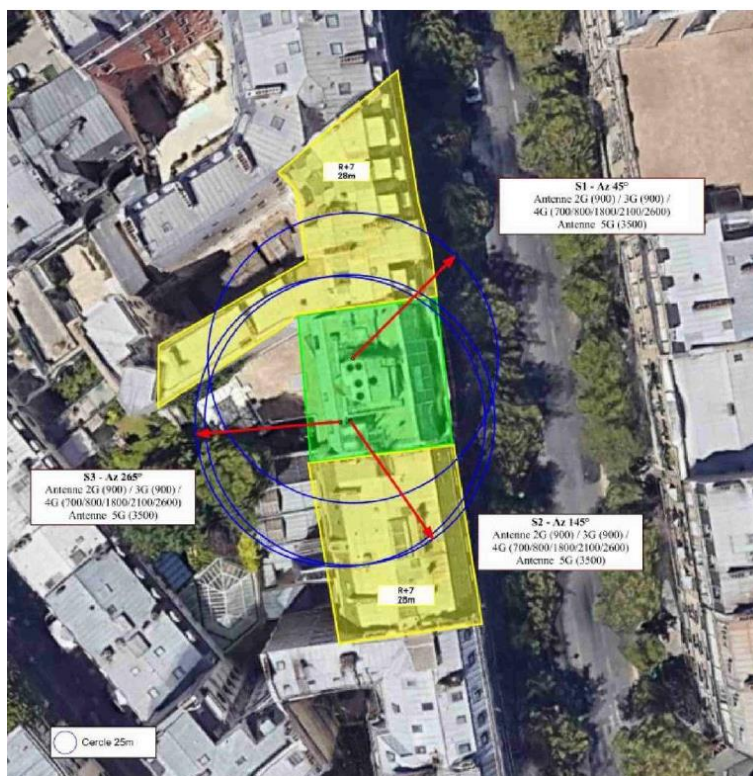 R+7
28m
S1 - Az 45°
Antenne 2G (900) / 3G (900) /
4G (700/800/1800/2100/2600)
Antenne 5G (3500)
S3 - Az 265°
Antenne 2G (900) / 3G (900) /
4G (700/800/1800/2100/2600)
Antenne 5G (3500)
S2 - Az 145°
Antenne 2G (900) / 3G (900) /
4G (700/800/1800/2100/2600)
Antenne 5G (3500)
R+7
28m
Cercle 25m